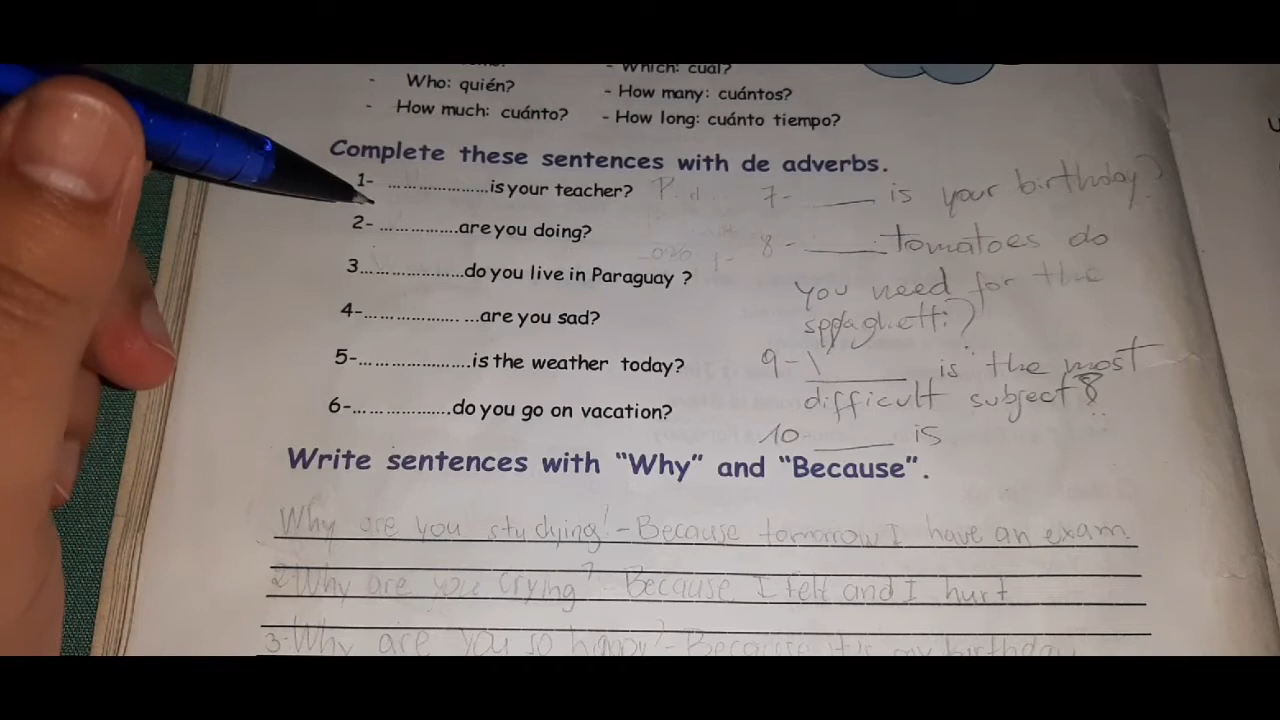 Who: quién?
- Which: cuál?
- How many: cuántos?
- How much: cuánto?
- How long: cuánto tiempo?
Complete these sentences with de adverbs.
1- ......................is your teacher?
2- ................are you doing?
3......................do you live in Paraguay ?
4-.................... ...are you sad?
5-.......................is the weather today?
6-.....................do you go on vacation?
7- ____ is your birthday?
8- ____ tomatoes do
you need for the
sppaghetti?
9- ____ is the most
difficult subject?
10 ____ is
Write sentences with “Why” and “Because”.
Why are you studying? - Because tomorrow I have an exam.
2-Why are you crying? - Because I felt and I hurt
3-Why are you so happy? - Because it is my birthday